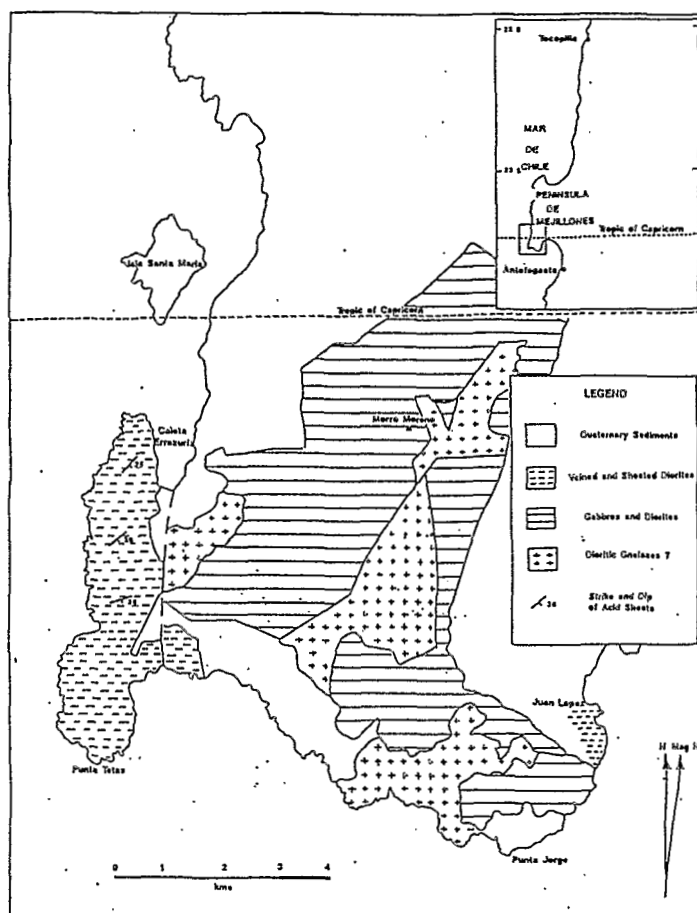 Tocopilla
MAR
DE
CHILE
PENINSULA
DE
MEJILLONES
Tropic of Capricorn
Antofagasta
Isla Santa Maria
Tropic of Capricorn
LEGEND
Quaternary Sediments
Veined and Sheeted Diorites
Gabbros and Diorites
Dioritic Gneisses ?
Strike and Dip
of Acid Sheets
Morro Moreno
Caleta
Errazuriz
Juan Lopez
Punta Tetas
Punta Jorge
N Mag N
0 1 2 3 4
kms